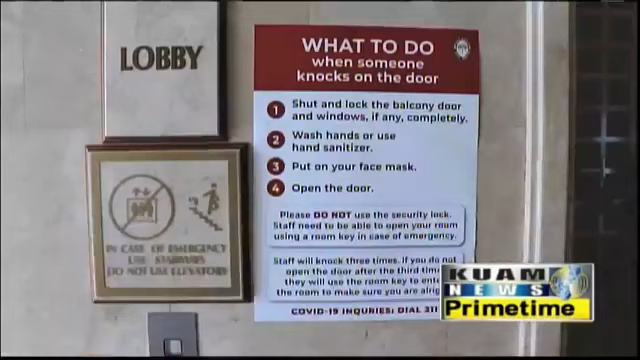 LOBBY
IN CASE OF EMERGENCY
USE STAIRWAYS
DO NOT USE ELEVATORS
WHAT TO DO
when someone
knocks on the door
1 Shut and lock the balcony door
and windows, if any, completely.
2 Wash hands or use
hand sanitizer.
3 Put on your face mask.
4 Open the door.
Please DO NOT use the security lock.
Staff need to be able to open your room
using a room key in case of emergency.
Staff will knock three times. If you do not
open the door after the third time
they will use the room key to enter
the room to make sure you are
COVID-19 INQURIES: DIAL 311
KUAM
NEWS
Primetime